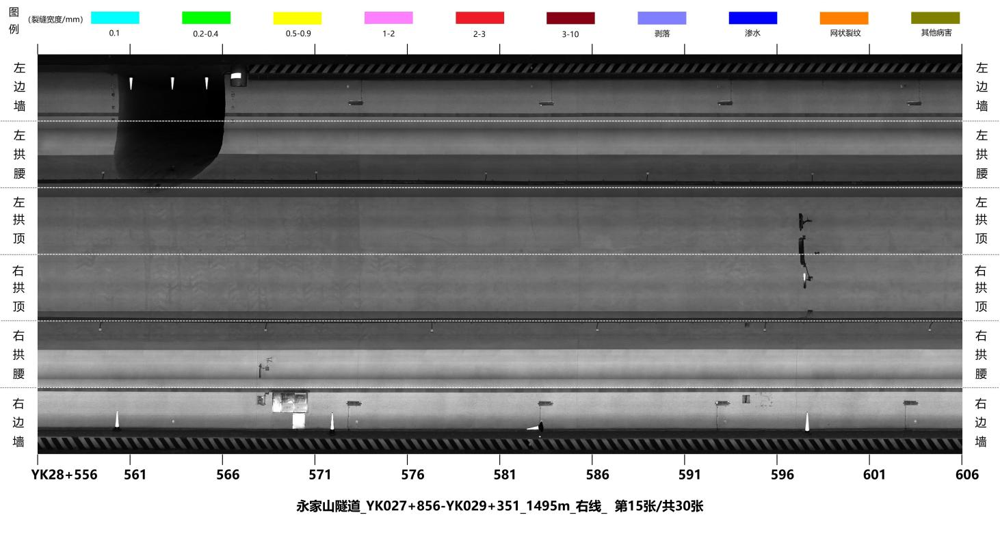 图例
(裂缝宽度/mm)
0.1
0.2-0.4
0.5-0.9
1-2
2-3
3-10
剥落
渗水
网状裂纹
其他病害
左边墙
左边墙
左拱腰
左拱腰
左拱顶
左拱顶
右拱顶
右拱顶
右拱腰
右拱腰
右边墙
右边墙
YK28+556 561 566 571 576 581 586 591 596 601 606
永家山隧道_YK027+856-YK029+351_1495m_右线_ 第15张/共30张